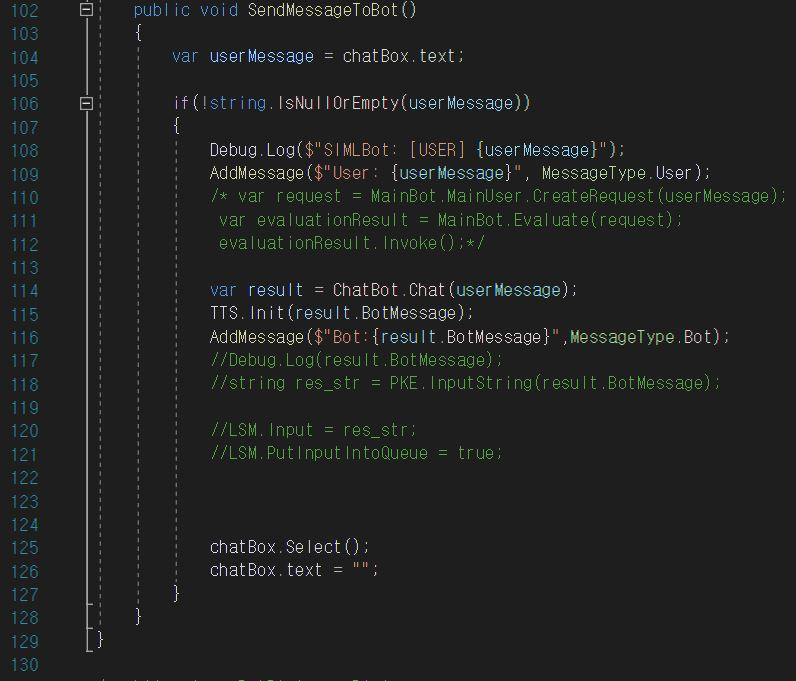 102 public void SendMessageToBot()
103 {
104 var userMessage = chatBox.text;
105
106 if(!string.IsNullOrEmpty(userMessage))
107 {
108 Debug.Log($"SIMLBot: [USER] {userMessage}");
109 AddMessage($"User: {userMessage}", MessageType.User);
110 /* var request = MainBot.MainUser.CreateRequest(userMessage);
111 var evaluationResult = MainBot.Evaluate(request);
112 evaluationResult.Invoke();*/
113
114 var result = ChatBot.Chat(userMessage);
115 TTS.Init(result.BotMessage);
116 AddMessage($"Bot:{result.BotMessage}",MessageType.Bot);
117 //Debug.Log(result.BotMessage);
118 //string res_str = PKE.InputString(result.BotMessage);
119
120 //LSM.Input = res_str;
121 //LSM.PutInputIntoQueue = true;
122
123
124
125 chatBox.Select();
126 chatBox.text = "";
127 }
128 }
129 }
130